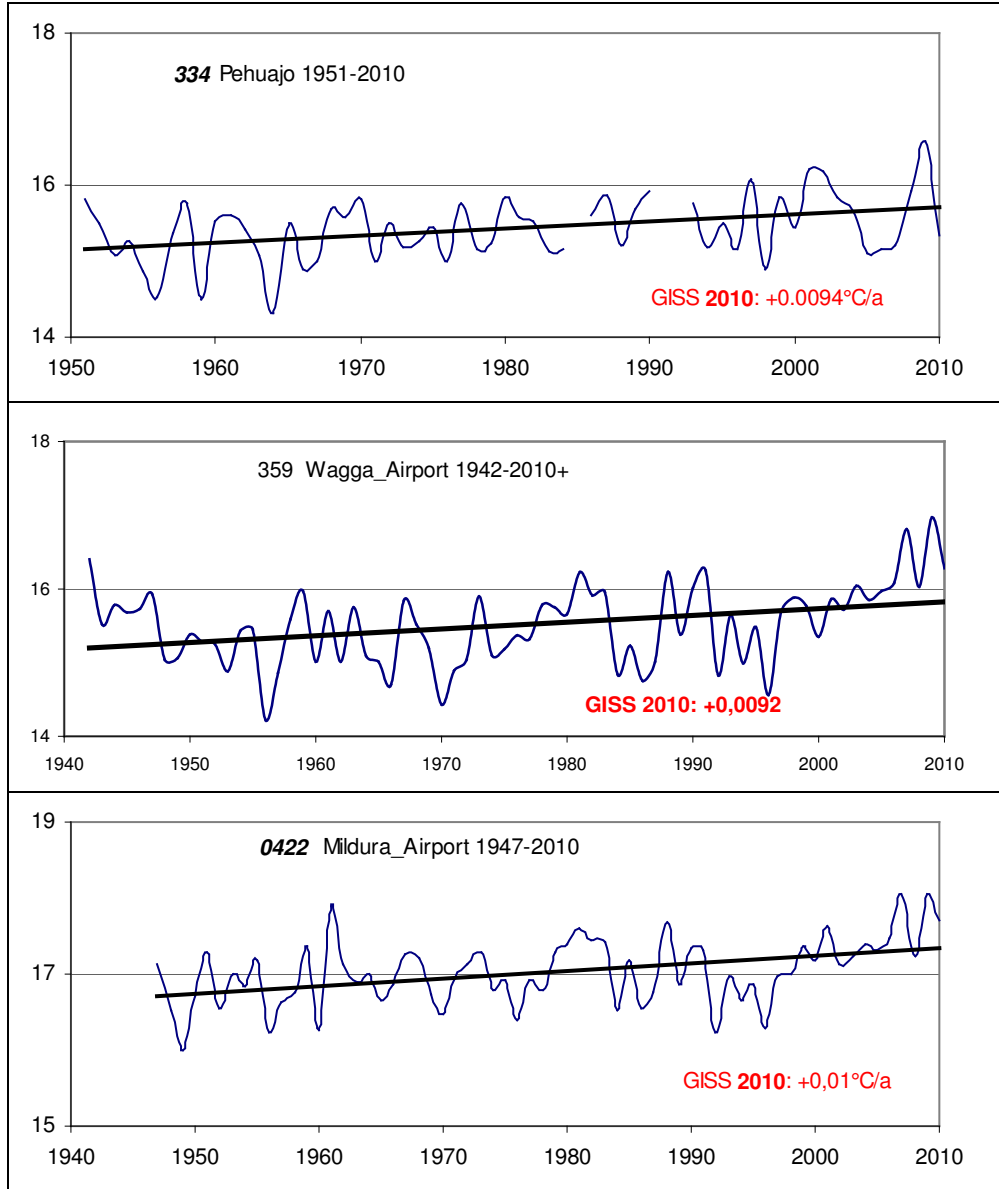 18
334 Pehuajo 1951-2010
16
GISS 2010: +0.0094°C/a
14
1950 1960 1970 1980 1990 2000 2010
18
359 Wagga_Airport 1942-2010+
16
GISS 2010: +0,0092
14
1940 1950 1960 1970 1980 1990 2000 2010
19
0422 Mildura_Airport 1947-2010
17
GISS 2010: +0,01°C/a
15
1940 1950 1960 1970 1980 1990 2000 2010